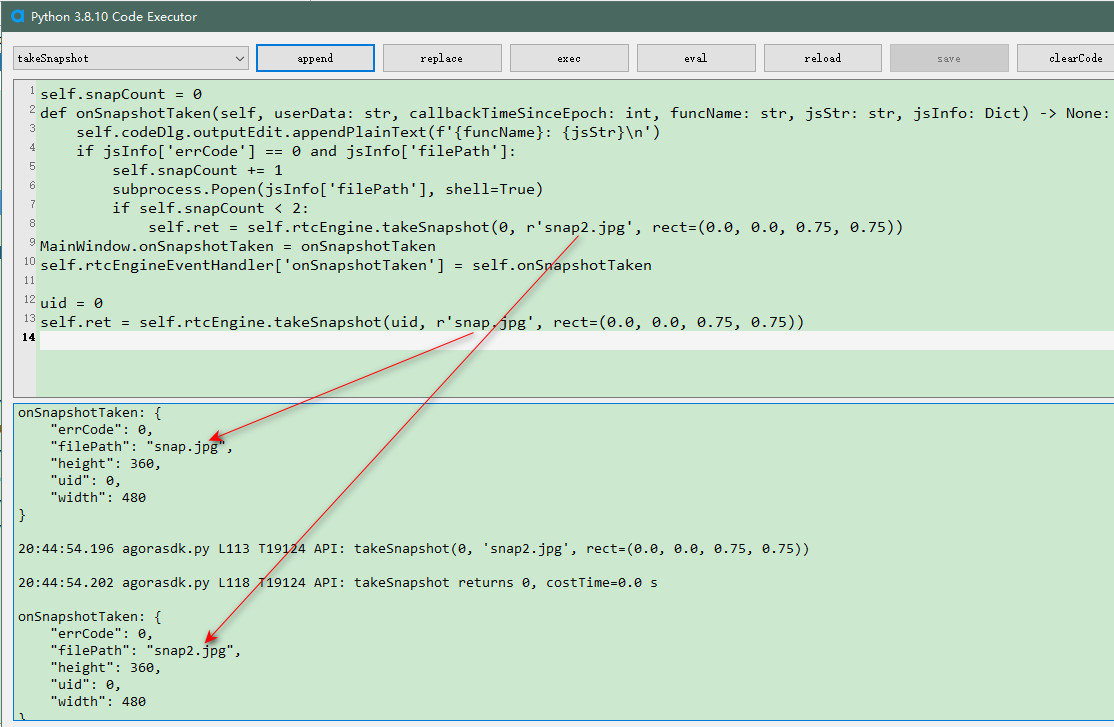 Python 3.8.10 Code Executor
takeSnapshot append replace exec eval reload save clearCode
1 self.snapCount = 0
2 def onSnapshotTaken(self, userData: str, callbackTimeSinceEpoch: int, funcName: str, jsStr: str, jsInfo: Dict) -> None:
3     self.codeDlg.outputEdit.appendPlainText(f'{funcName}: {jsStr}\n')
4     if jsInfo['errCode'] == 0 and jsInfo['filePath']:
5         self.snapCount += 1
6         subprocess.Popen(jsInfo['filePath'], shell=True)
7         if self.snapCount < 2:
8             self.ret = self.rtcEngine.takeSnapshot(0, r'snap2.jpg', rect=(0.0, 0.0, 0.75, 0.75))
9 MainWindow.onSnapshotTaken = onSnapshotTaken
10 self.rtcEngineEventHandler['onSnapshotTaken'] = self.onSnapshotTaken
11
12 uid = 0
13 self.ret = self.rtcEngine.takeSnapshot(uid, r'snap.jpg', rect=(0.0, 0.0, 0.75, 0.75))
14
onSnapshotTaken: {
    "errCode": 0,
    "filePath": "snap.jpg",
    "height": 360,
    "uid": 0,
    "width": 480
}
20:44:54.196 agorasdk.py L113 T19124 API: takeSnapshot(0, 'snap2.jpg', rect=(0.0, 0.0, 0.75, 0.75))
20:44:54.202 agorasdk.py L118 T19124 API: takeSnapshot returns 0, costTime=0.0 s
onSnapshotTaken: {
    "errCode": 0,
    "filePath": "snap2.jpg",
    "height": 360,
    "uid": 0,
    "width": 480
}